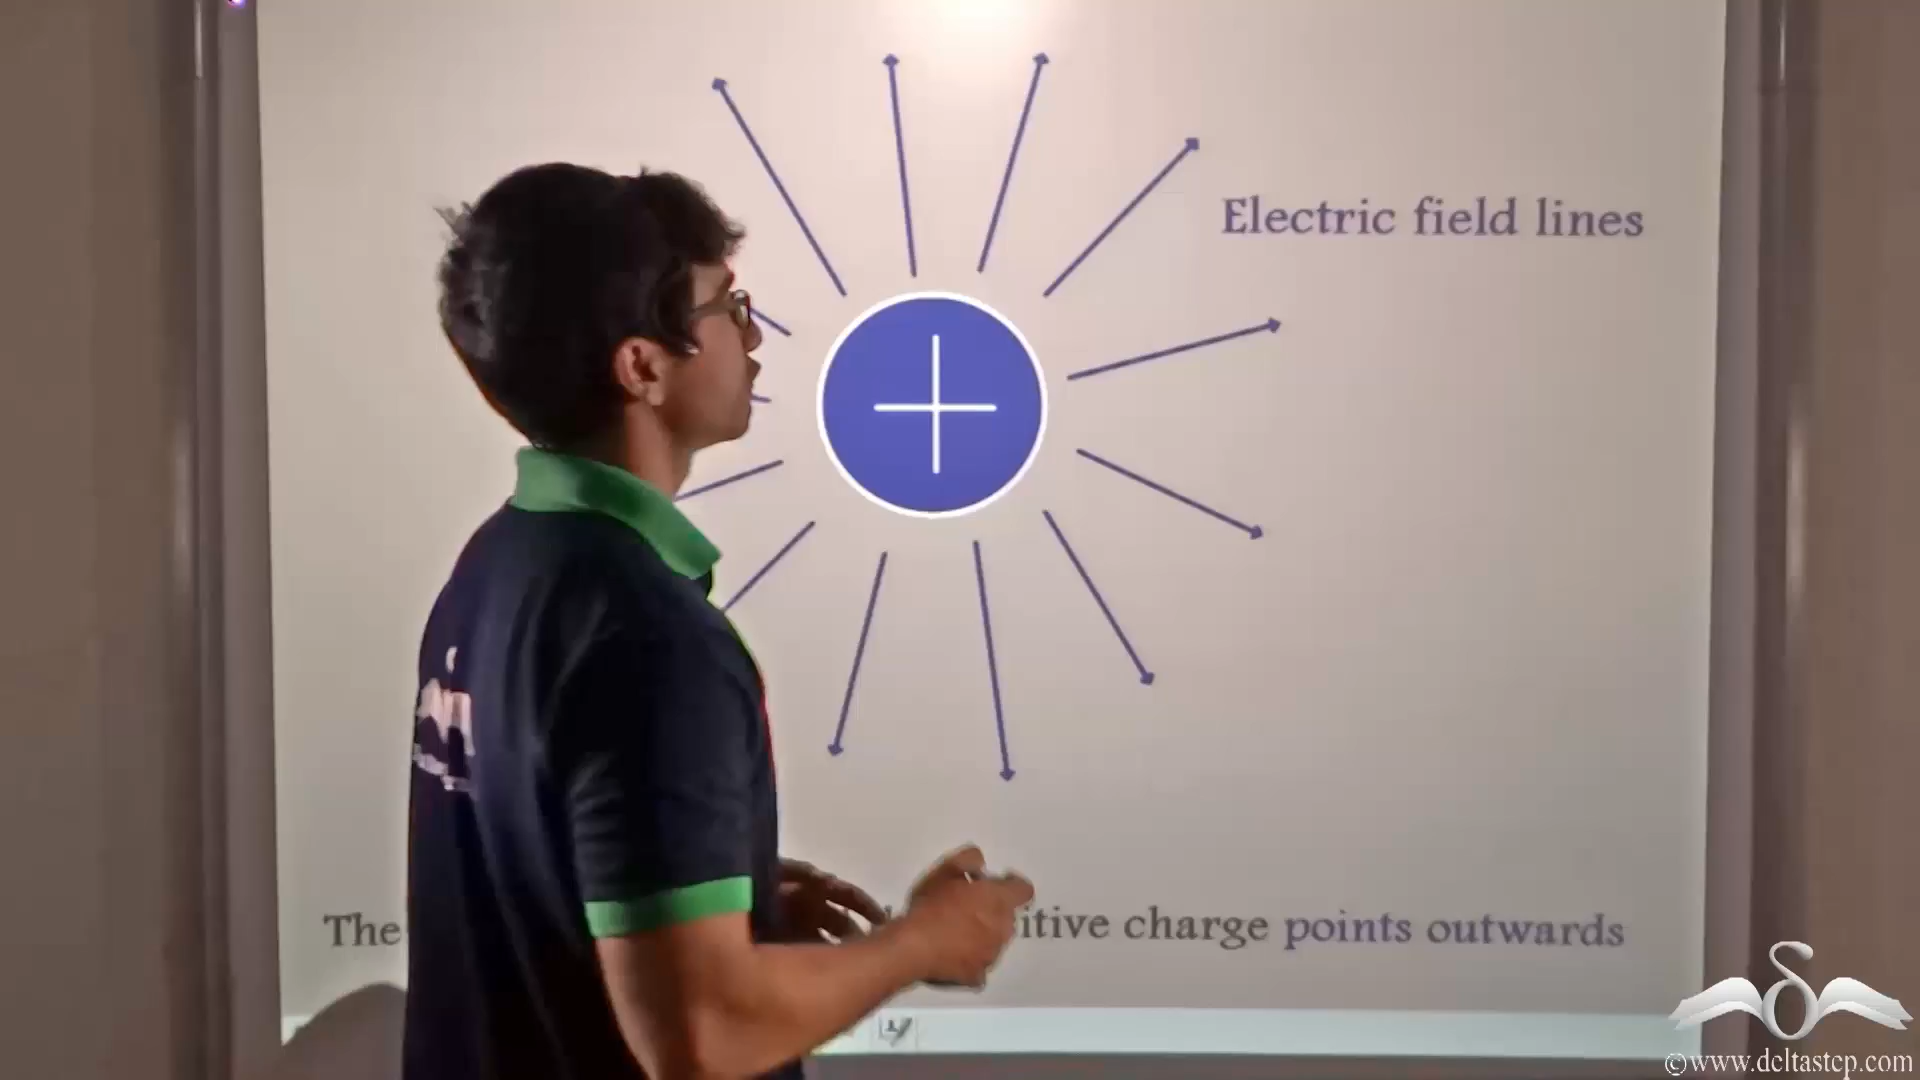 Electric field lines
The itive charge points outwards
©www.deltastep.com